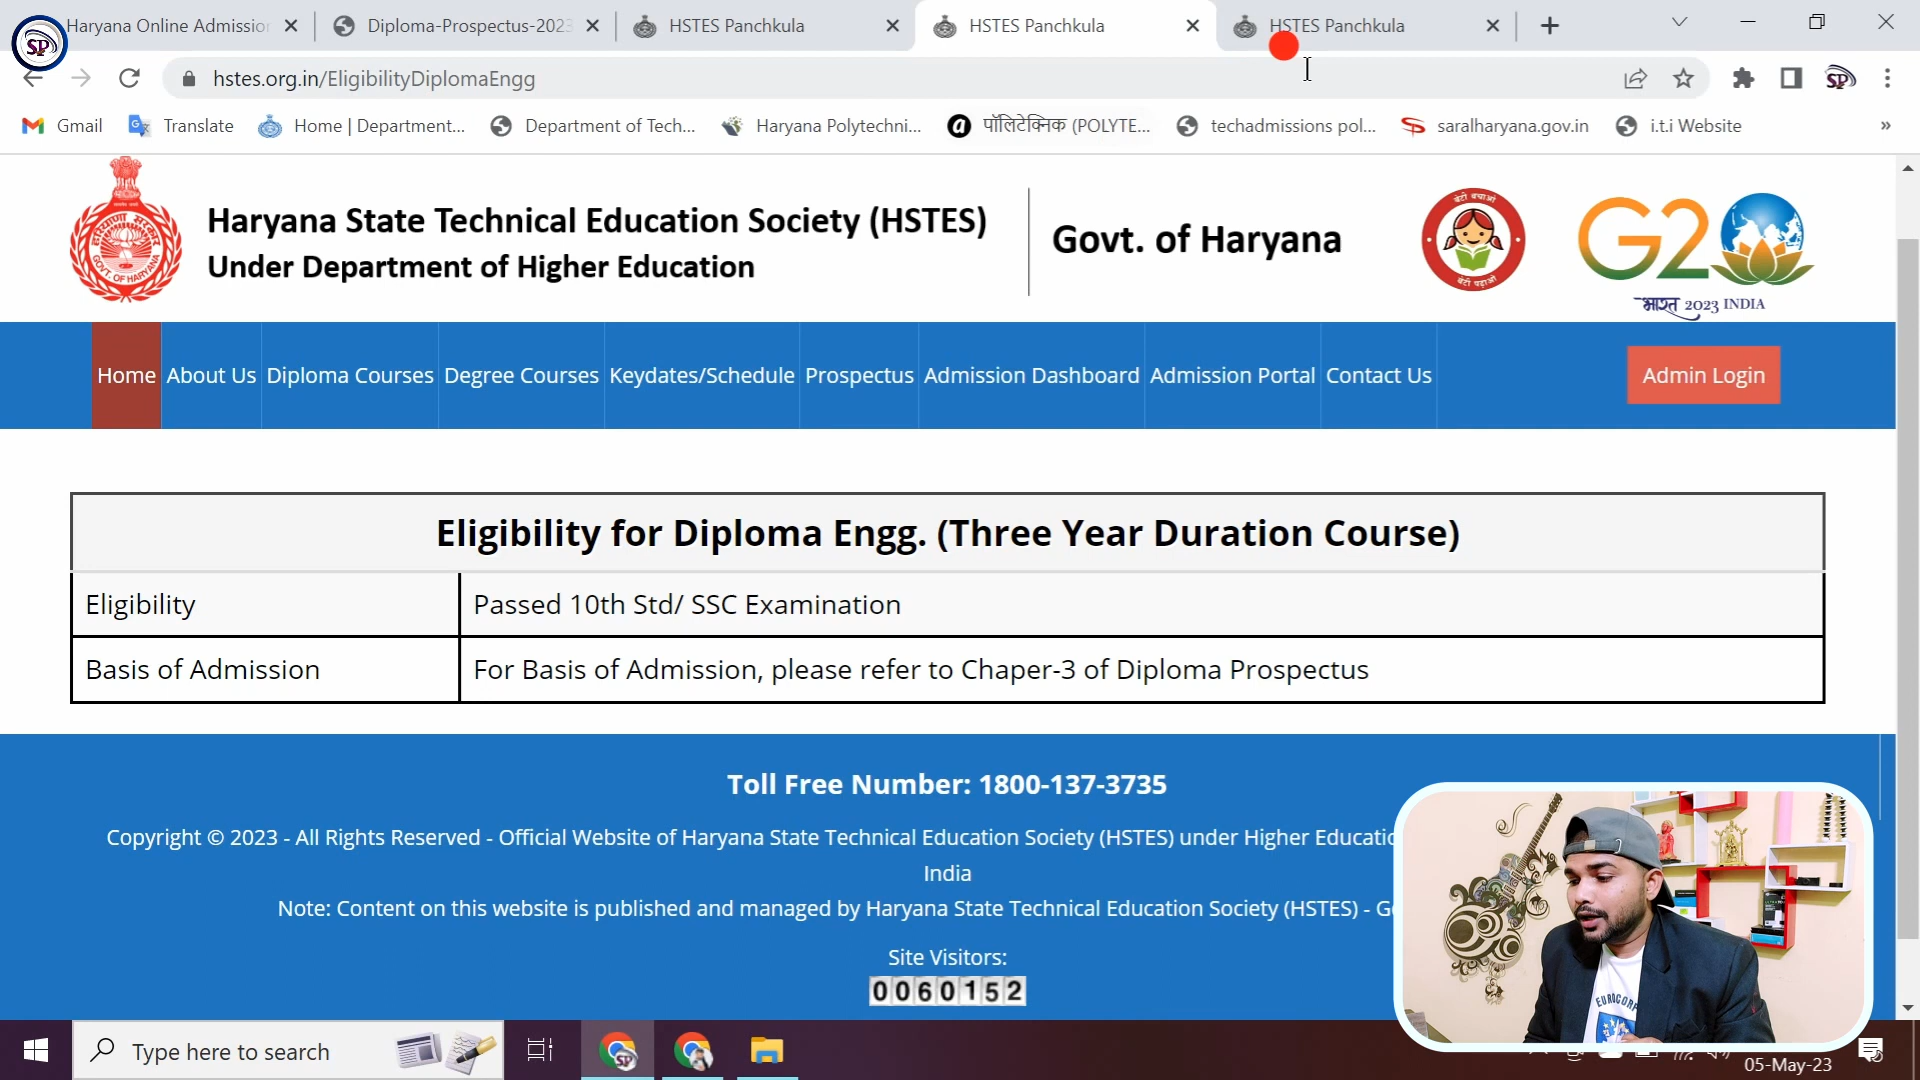 SP
Haryana Online Admission
Diploma-Prospectus-2023
HSTES Panchkula
HSTES Panchkula
HSTES Panchkula
hstes.org.in/EligibilityDiplomaEngg
SP
Gmail
Translate
Home | Department...
Department of Tech...
Haryana Polytechni...
a
पॉलिटेक्निक (POLYTE...
techadmissions pol...
saralharyana.gov.in
i.t.i Website
»
Haryana State Technical Education Society (HSTES)
Under Department of Higher Education
Govt. of Haryana
बेटी बचाओ
बेटी पढ़ाओ
G2
भारत 2023 INDIA
Home
About Us
Diploma Courses
Degree Courses
Keydates/Schedule
Prospectus
Admission Dashboard
Admission Portal
Contact Us
Admin Login
Eligibility for Diploma Engg. (Three Year Duration Course)
Eligibility
Passed 10th Std/ SSC Examination
Basis of Admission
For Basis of Admission, please refer to Chaper-3 of Diploma Prospectus
Toll Free Number: 1800-137-3735
Copyright © 2023 - All Rights Reserved - Official Website of Haryana State Technical Education Society (HSTES) under Higher Educatio
India
Note: Content on this website is published and managed by Haryana State Technical Education Society (HSTES) - G
Site Visitors:
0060152
Type here to search
05-May-23